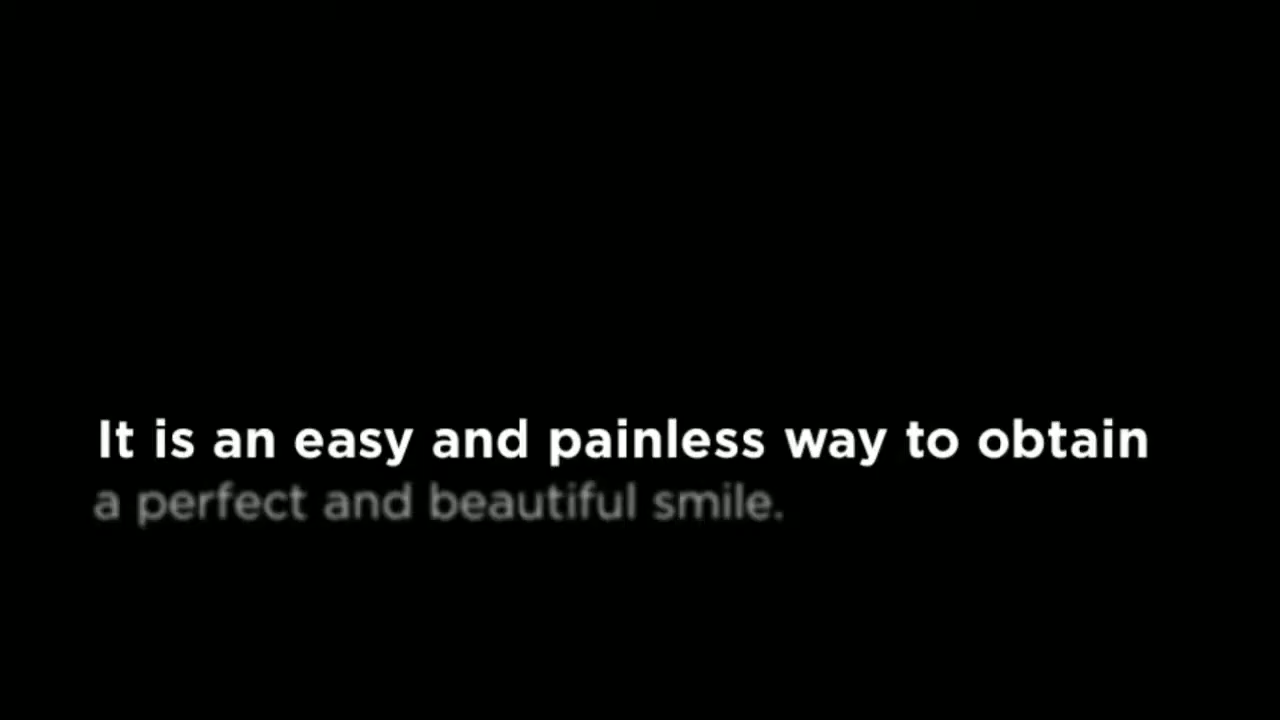 It is an easy and painless way to obtain
a perfect and beautiful smile.